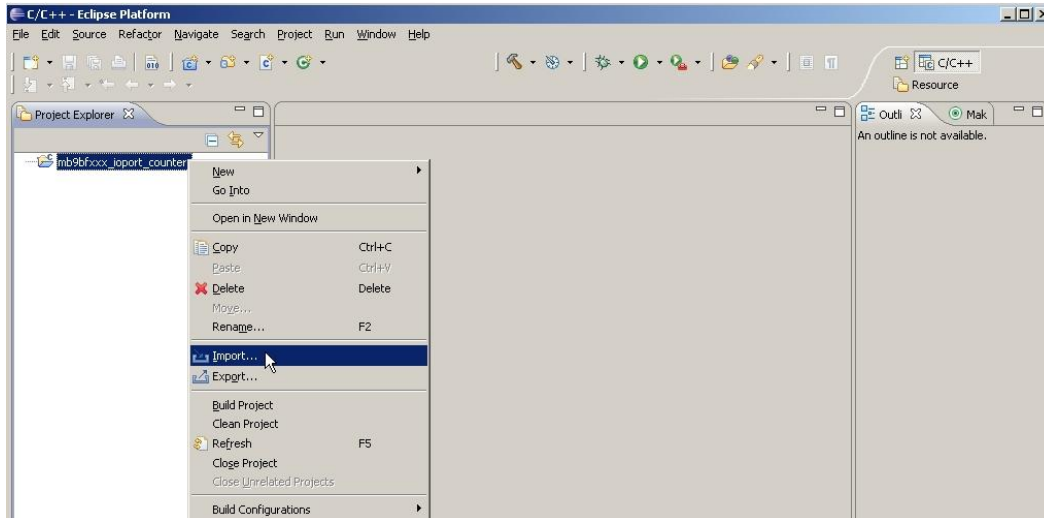 C/C++ - Eclipse Platform
File Edit Source Refactor Navigate Search Project Run Window Help
C/C++
Resource
Project Explorer
Outli Mak
An outline is not available.
mb9bfxxx_ioport_counter
New
Go Into
Open in New Window
Copy Ctrl+C
Paste Ctrl+V
Delete Delete
Move...
Rename... F2
Import...
Export...
Build Project
Clean Project
Refresh F5
Close Project
Close Unrelated Projects
Build Configurations